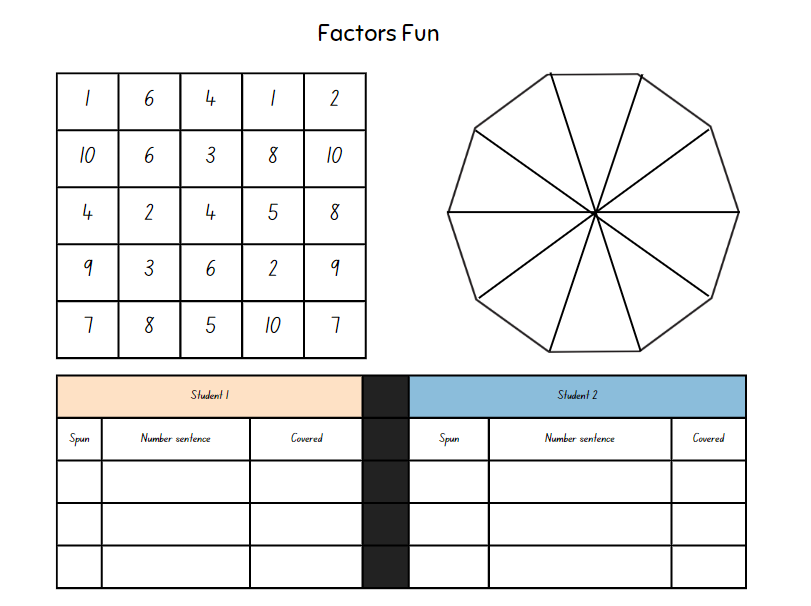 Factors Fun
1 6 4 1 2
10 6 3 8 10
4 2 4 5 8
9 3 6 2 9
7 8 5 10 7
Student 1 Student 2
Spun Number sentence Covered Spun Number sentence Covered